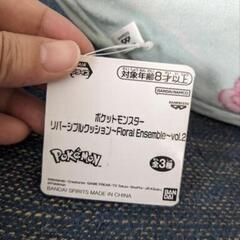 対象年齢8才以上
BANDAI NAMCO
BANPRESTO
ポケットモンスター
リバーシブルクッション～Floral Ensemble～vol.2
Pokémon
全3種
BANDAI
BANDAI SPIRITS MADE IN CHINA